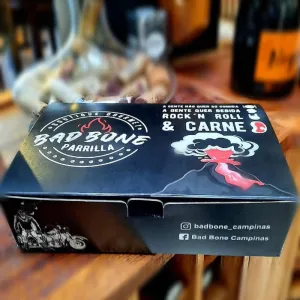 BAD BONE
PARRILLA
A GENTE NÃO QUER SÓ COMIDA
A GENTE QUER BEBIDA
ROCK'N ROLL
& CARNE
badbone_campinas
Bad Bone Campinas